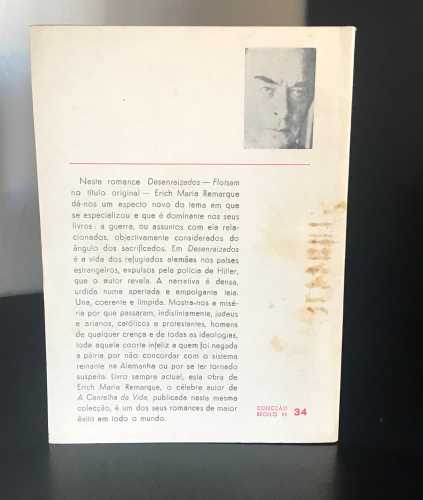 Neste romance Desenraizados — Flotsam
no título original — Erich Maria Remarque
dá-nos um aspecto novo do tema em que
se especializou e que é dominante nos seus
livros : a guerra, ou assuntos com ela rela-
cionados, objectivamente considerados do
ângulo dos sacrificados. Em Desenraizados
é a vida dos refugiados alemães nos países
estrangeiros, expulsos pela polícia de Hitler,
que o autor revela. A narrativa é densa,
urdida numa apertada e empolgante teia.
Una, coerente e límpida. Mostra-nos a misé-
ria por que passaram, indistintamente, judeus
e arianos, católicos e protestantes, homens
de qualquer crença e de todas as ideologias,
toda aquela coorte infeliz a quem foi negada
a pátria por não concordar com o sistema
reinante na Alemanha ou por se ter tornado
suspeita. Livro sempre actual, esta obra de
Erich Maria Remarque, o célebre autor de
A Centelha da Vida, publicada nesta mesma
colecção, é um dos seus romances de maior
êxito em todo o mundo.
COLECÇÃO
SÉCULO XX 34